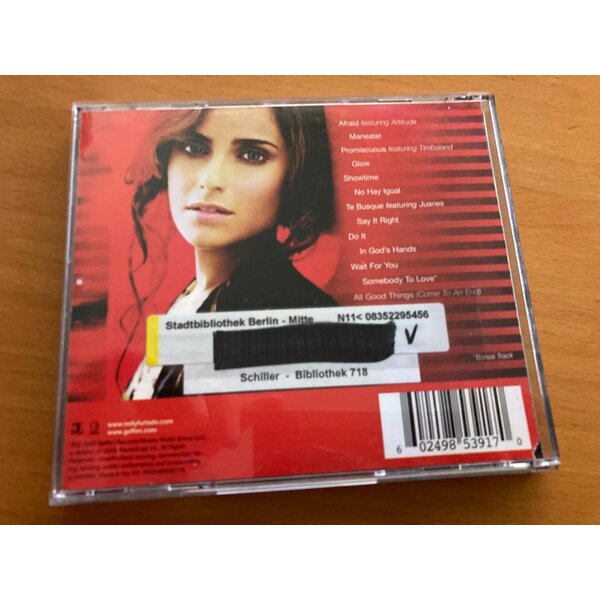 Afraid featuring Attitude
Maneater
Promiscuous featuring Timbaland
Glow
Showtime
No Hay Igual
Te Busque featuring Juanes
Say It Right
Do It
In God's Hands
Wait For You
Somebody To Love*
All Good Things (Come To An End)
Stadtbibliothek Berlin - Mitte N11< 08352295456
V
Schiller - Bibliothek 718
*Bonus Track
www.nellyfurtado.com
www.geffen.com
6 02498 53917 0